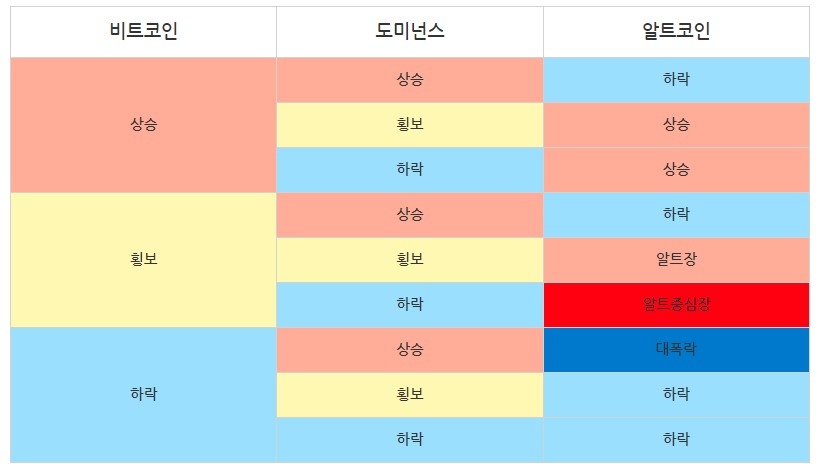 비트코인 도미넌스 알트코인
상승 상승 하락
횡보 상승
하락 상승
횡보 상승 하락
횡보 알트장
하락 알트중심장
하락 상승 대폭락
횡보 하락
하락 하락